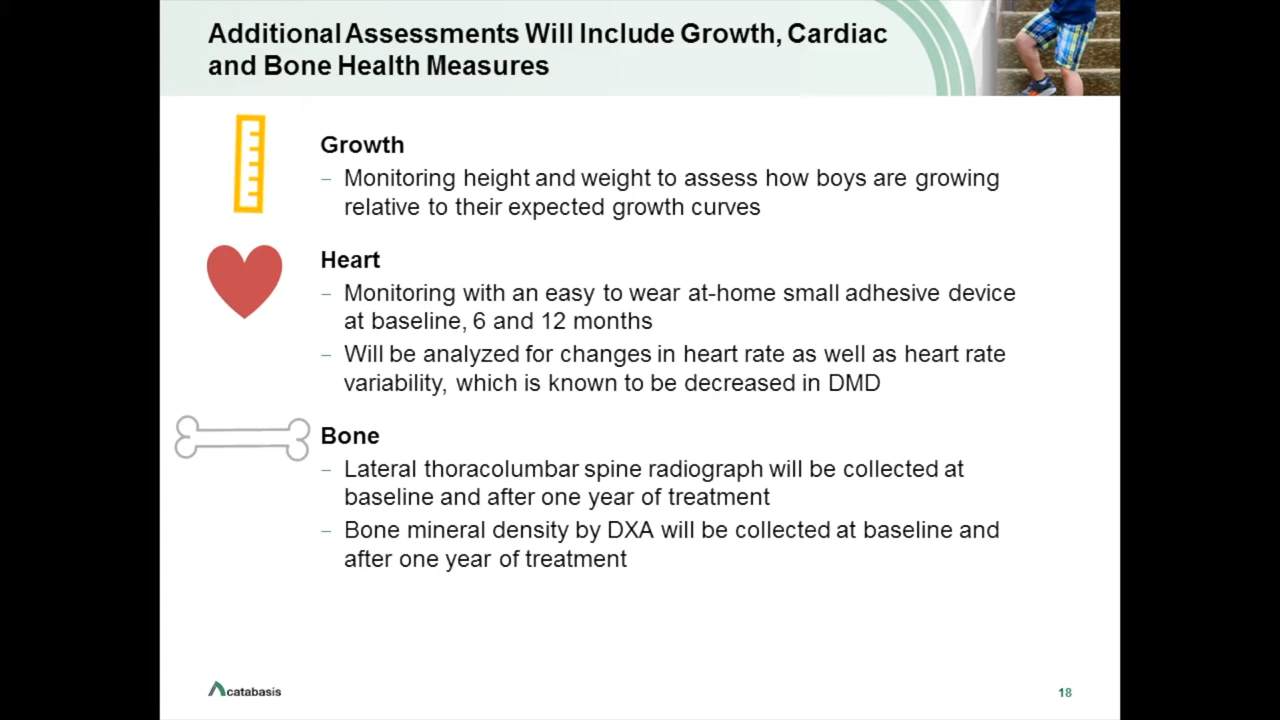 Additional Assessments Will Include Growth, Cardiac
and Bone Health Measures
Growth
– Monitoring height and weight to assess how boys are growing
relative to their expected growth curves
Heart
– Monitoring with an easy to wear at-home small adhesive device
at baseline, 6 and 12 months
– Will be analyzed for changes in heart rate as well as heart rate
variability, which is known to be decreased in DMD
Bone
– Lateral thoracolumbar spine radiograph will be collected at
baseline and after one year of treatment
– Bone mineral density by DXA will be collected at baseline and
after one year of treatment
catabasis
18